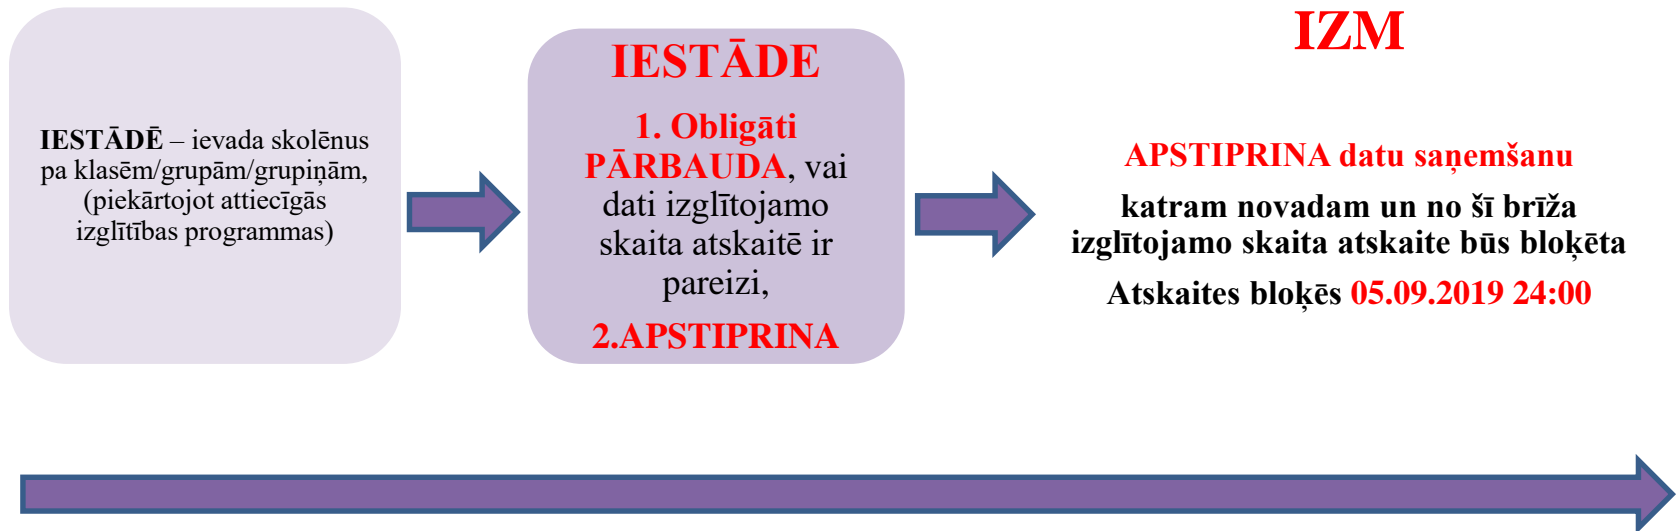 IESTĀDĒ – ievada skolēnus
pa klasēm/grupām/grupiņām,
(piekārtojot attiecīgās
izglītības programmas)
IESTĀDE
1. Obligāti
PĀRBAUDA, vai
dati izglītojamo
skaita atskaitē ir
pareizi,
2.APSTIPRINA
IZM
APSTIPRINA datu saņemšanu
katram novadam un no šī brīža
izglītojamo skaita atskaite būs bloķēta
Atskaites bloķēs 05.09.2019 24:00